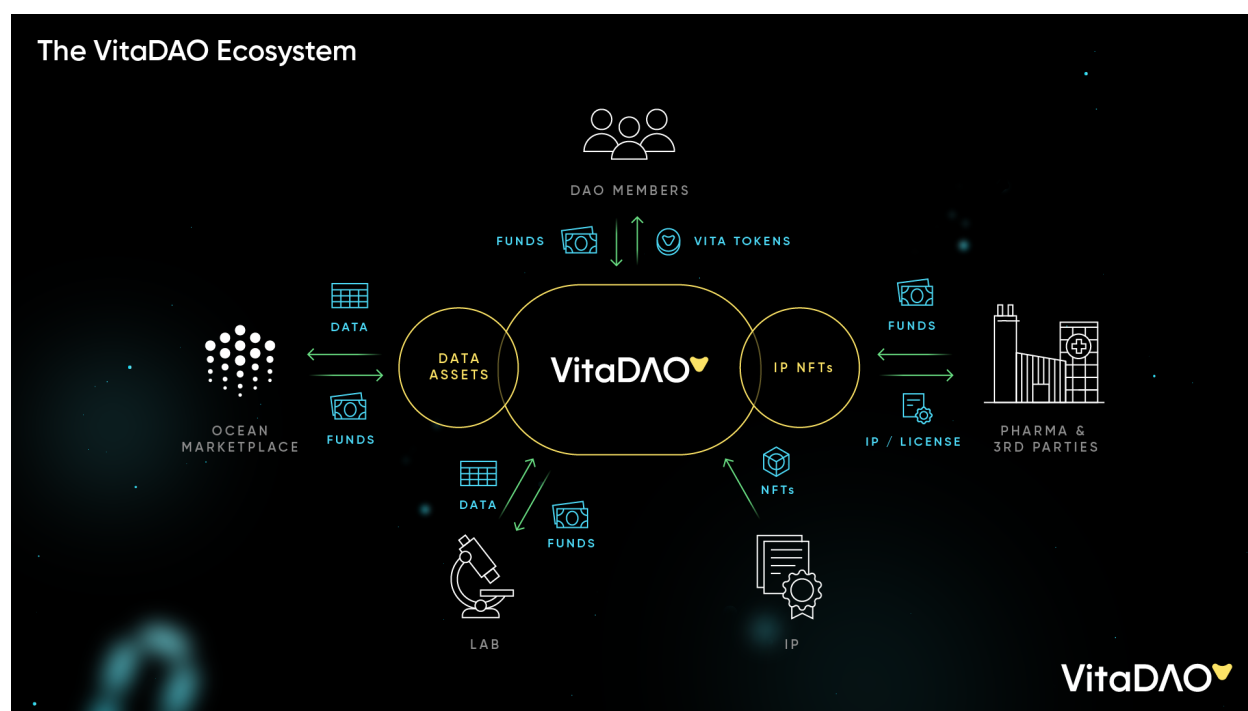 The VitaDAO Ecosystem
DAO MEMBERS
FUNDS
VITA TOKENS
DATA
FUNDS
DATA
ASSETS
VitaDAO
IP NFTs
OCEAN
MARKETPLACE
FUNDS
IP / LICENSE
PHARMA &
3RD PARTIES
DATA
FUNDS
NFTs
LAB
IP
VitaDAO